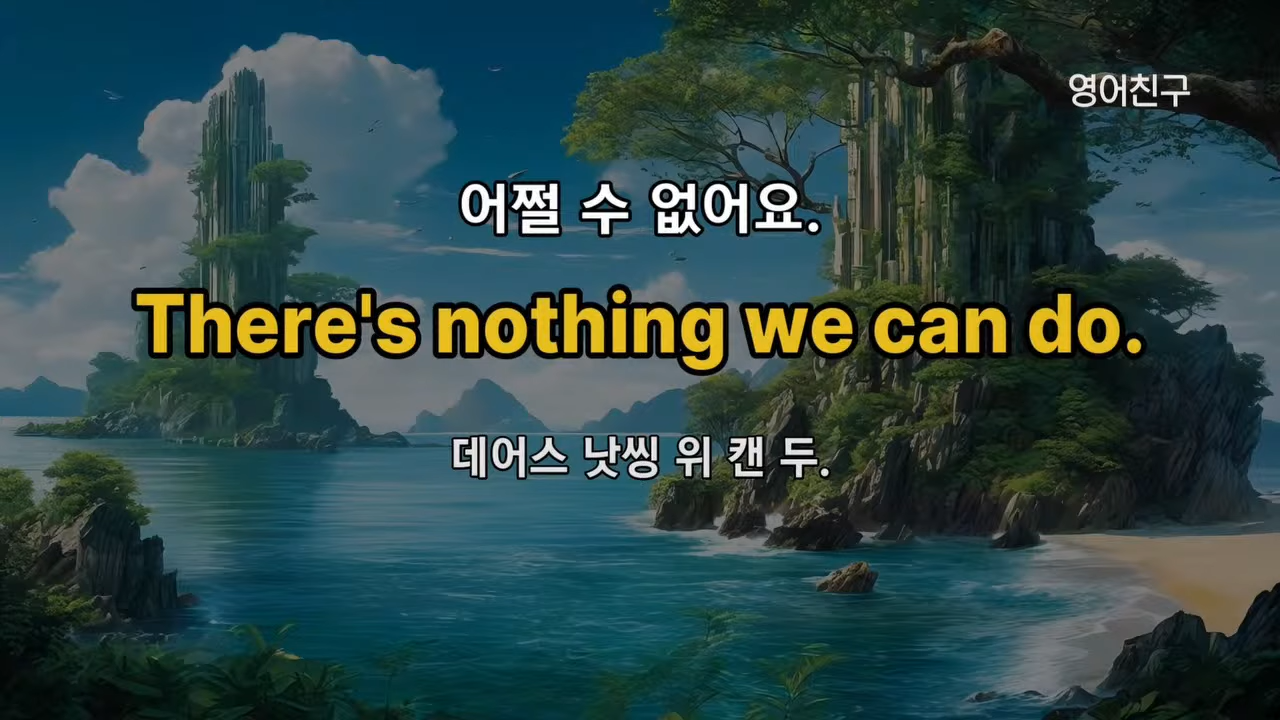 영어친구
어쩔 수 없어요.
There's nothing we can do.
데어스 낫씽 위 캔 두.